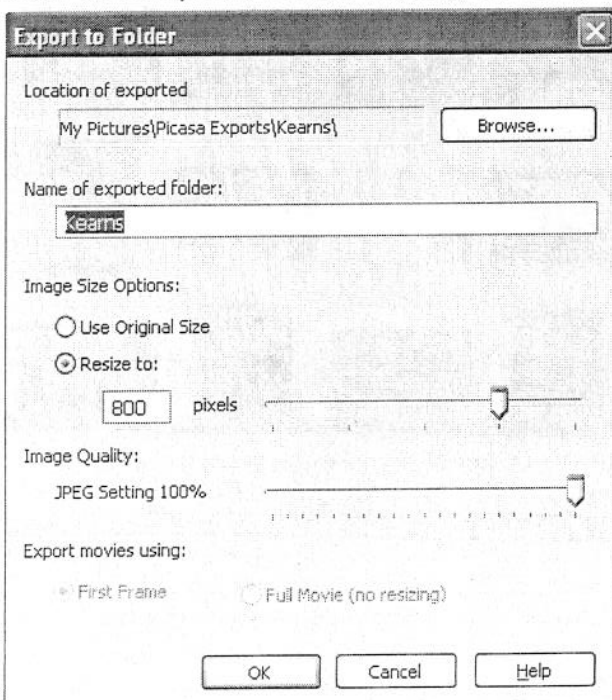 Export to Folder
Location of exported
My Pictures\Picasa Exports\Kearns\
Browse...
Name of exported folder:
Kearns
Image Size Options:
Use Original Size
Resize to:
800 pixels
Image Quality:
JPEG Setting 100%
Export movies using:
First Frame
Full Movie (no resizing)
OK
Cancel
Help